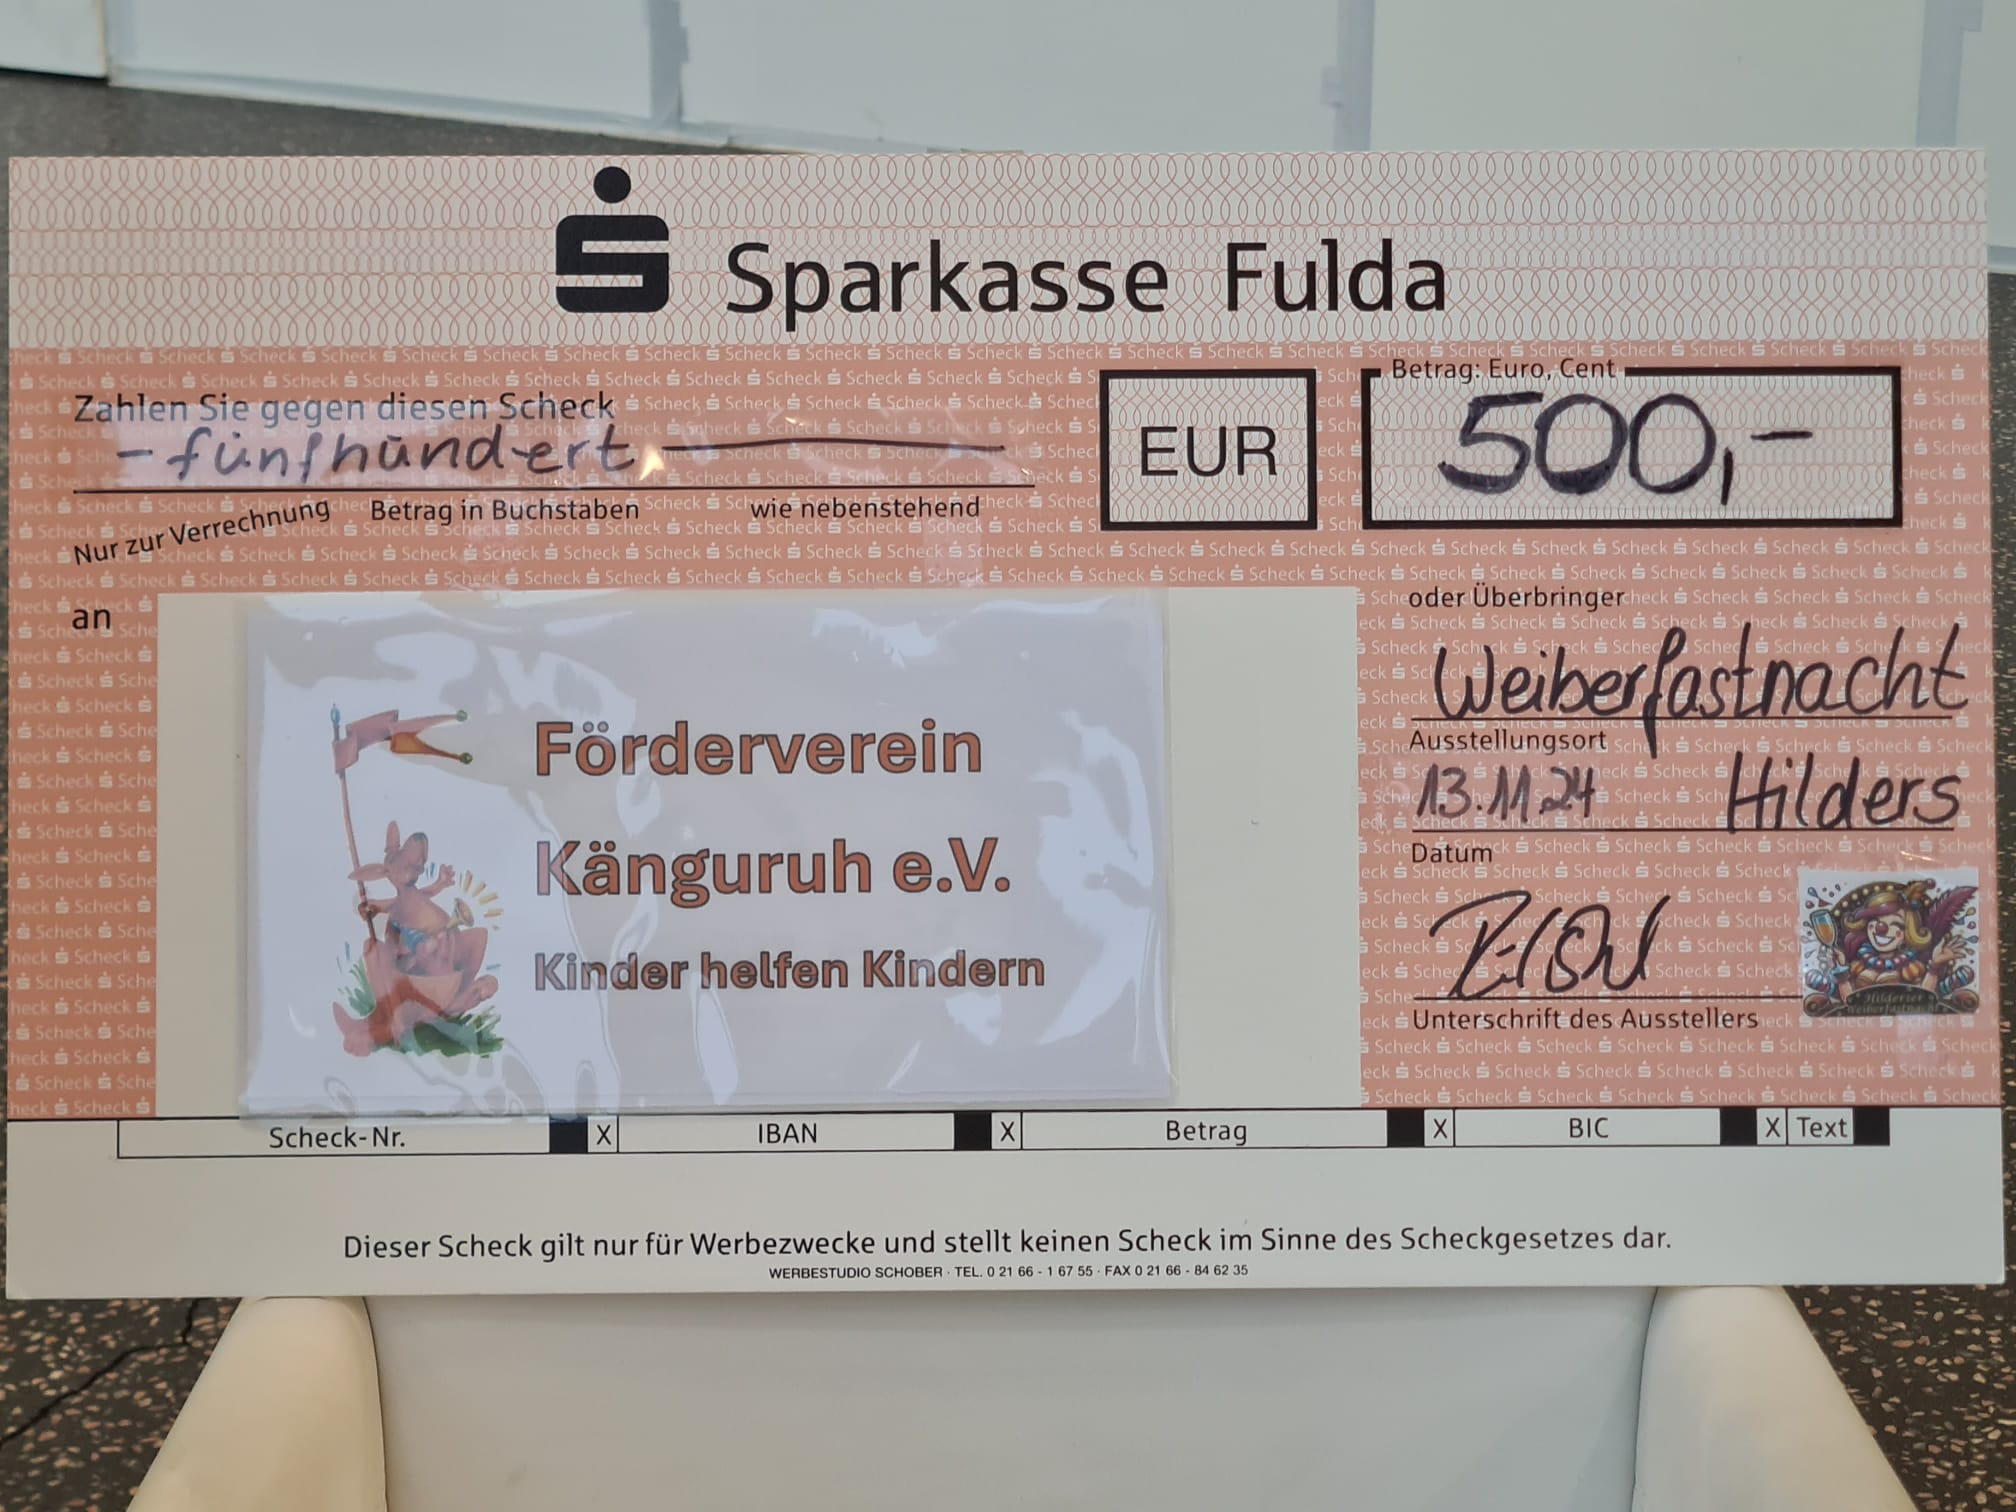 Sparkasse Fulda
Zahlen Sie gegen diesen Scheck
- fünfhundert
Betrag in Buchstaben
wie nebenstehend
Nur zur Verrechnung
EUR
Betrag: Euro, Cent
500,-
an
Förderverein
Känguruh e.V.
Kinder helfen Kindern
oder Überbringer
Weiberfastnacht
Ausstellungsort
13.11.24 Hilders
Datum
Unterschrift des Ausstellers
Hilderser
Weiberfastnacht
Scheck-Nr. X IBAN X Betrag X BIC X Text
Dieser Scheck gilt nur für Werbezwecke und stellt keinen Scheck im Sinne des Scheckgesetzes dar.
WERBESTUDIO SCHOBER · TEL. 0 21 66 - 1 67 55 · FAX 0 21 66 - 84 62 35